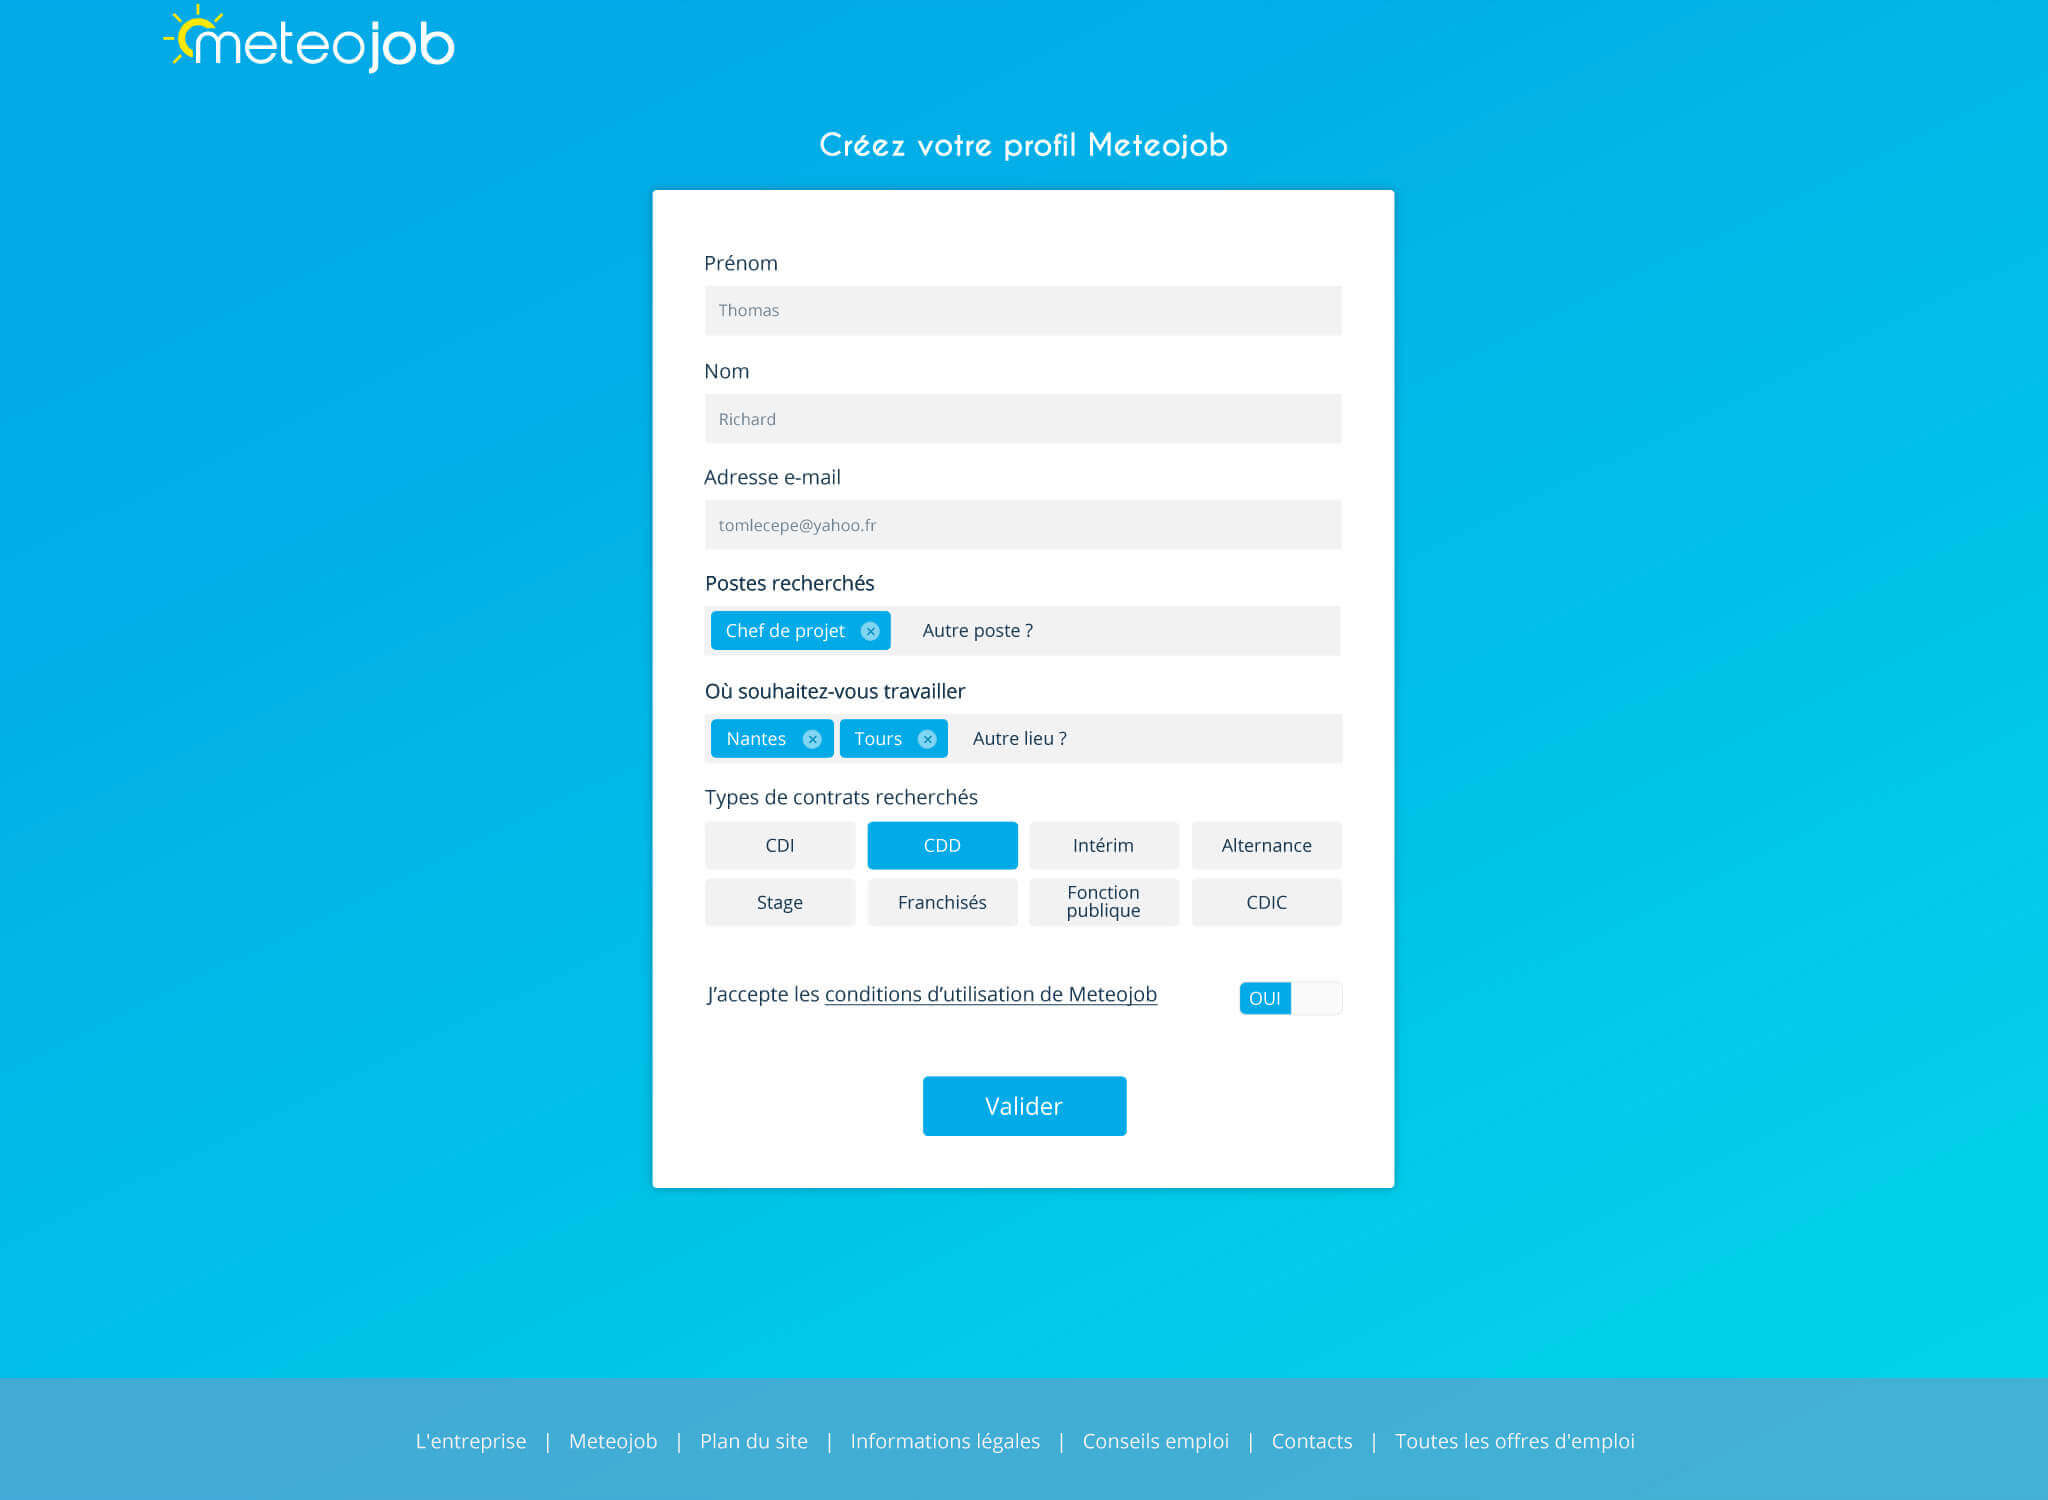 meteojob
Créez votre profil Meteojob
Prénom
Thomas
Nom
Richard
Adresse e-mail
tomlecepe@yahoo.fr
Postes recherchés
Chef de projet Autre poste ?
Où souhaitez-vous travailler
Nantes Tours Autre lieu ?
Types de contrats recherchés
CDI CDD Intérim Alternance
Stage Franchisés Fonction publique CDIC
J’accepte les conditions d’utilisation de Meteojob OUI
Valider
L'entreprise | Meteojob | Plan du site | Informations légales | Conseils emploi | Contacts | Toutes les offres d'emploi